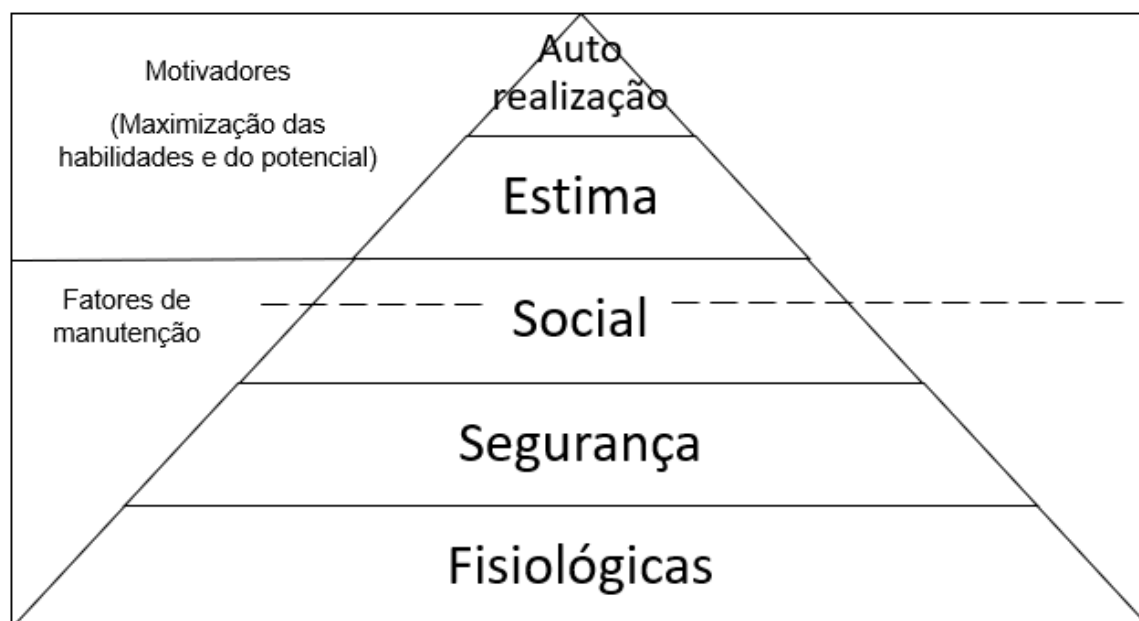 Motivadores
(Maximização das
habilidades e do potencial)
Auto
realização
Estima
Fatores de
manutenção
Social
Segurança
Fisiológicas